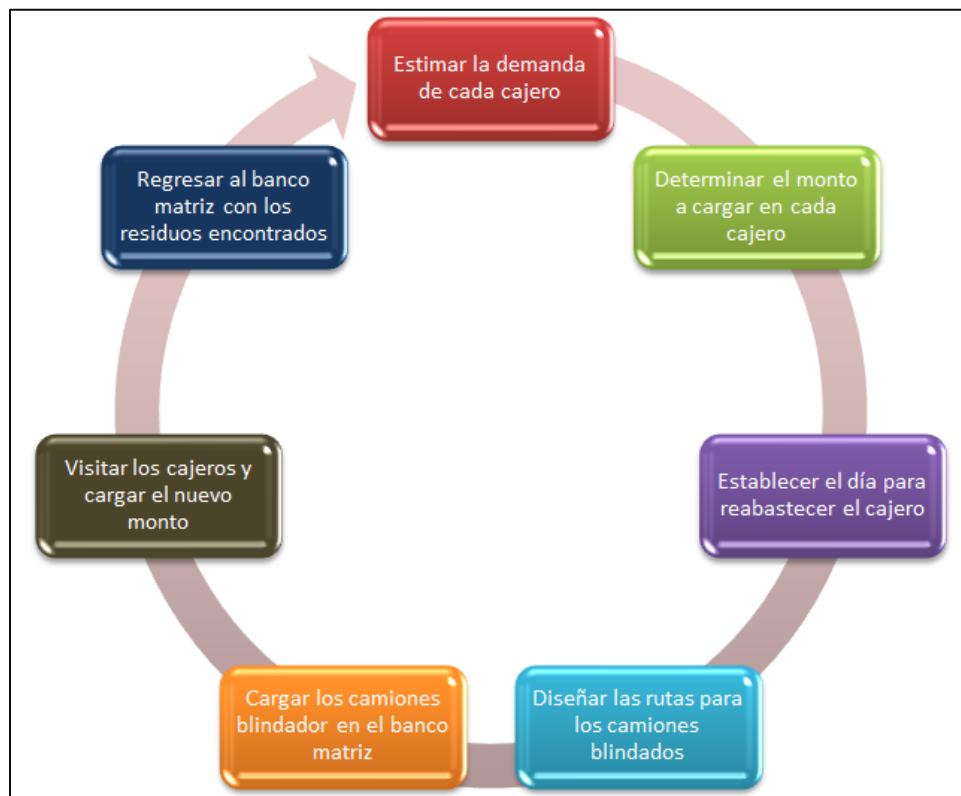 Estimar la demanda
de cada cajero
Determinar el monto
a cargar en cada
cajero
Establecer el día para
reabastecer el cajero
Diseñar las rutas para
los camiones
blindados
Cargar los camiones
blindador en el banco
matriz
Visitar los cajeros y
cargar el nuevo
monto
Regresar al banco
matriz con los
residuos encontrados